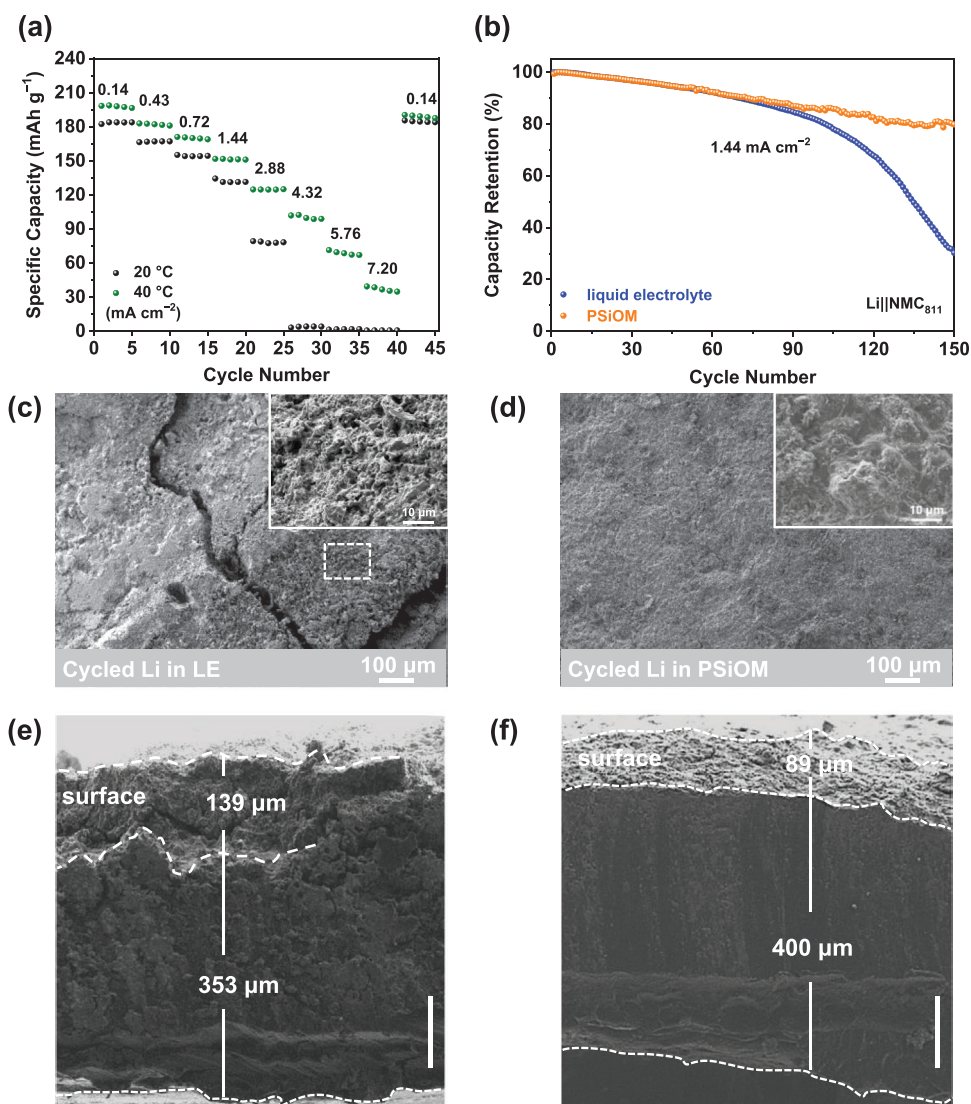 (a)
240
210
180
150
120
90
60
30
0
Specific Capacity (mAh g⁻¹)
0.14
0.43
0.72
1.44
2.88
4.32
5.76
7.20
0.14
20 °C
40 °C
(mA cm⁻²)
0 5 10 15 20 25 30 35 40 45
Cycle Number
(b)
100
80
60
40
20
0
Capacity Retention (%)
1.44 mA cm⁻²
liquid electrolyte
PSiOM
Li||NMC₈₁₁
0 30 60 90 120 150
Cycle Number
(c)
10 μm
Cycled Li in LE
100 μm
(d)
10 μm
Cycled Li in PSiOM
100 μm
(e)
surface
139 μm
353 μm
(f)
surface
89 μm
400 μm